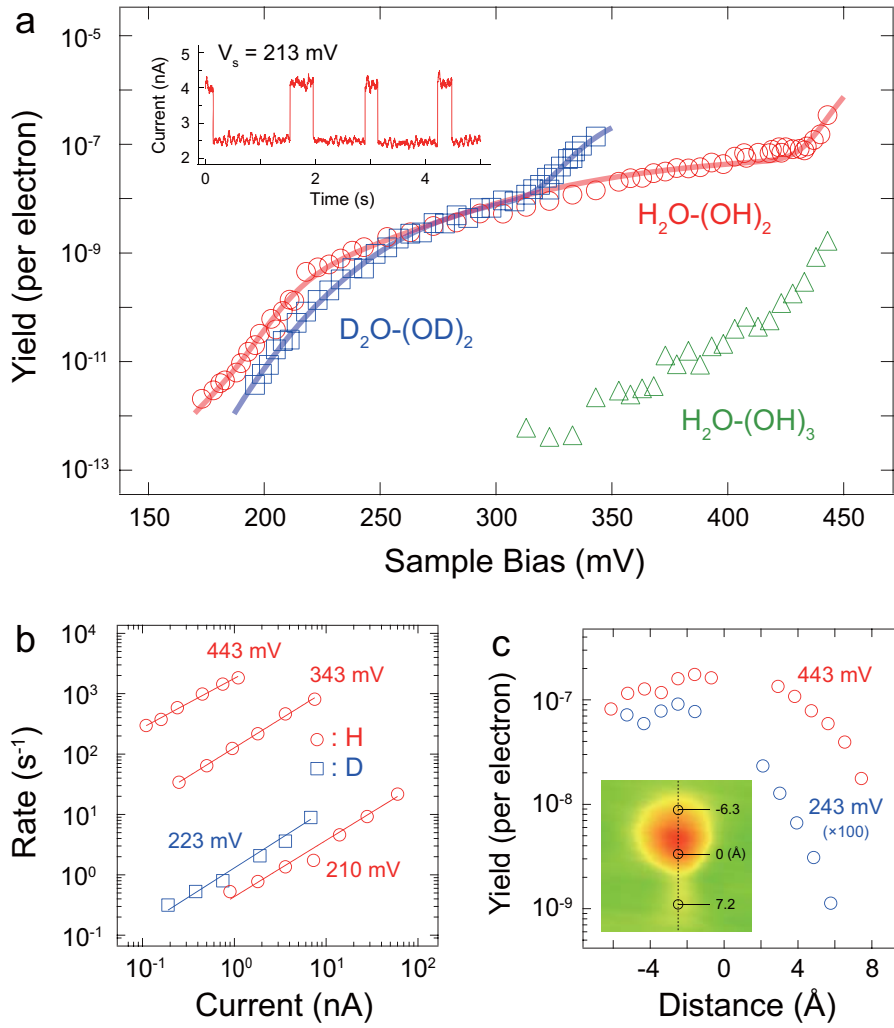 a
10^-5
10^-7
10^-9
10^-11
10^-13
Yield (per electron)
V_s = 213 mV
5
4
3
2
Current (nA)
0
2
4
Time (s)
H2O-(OH)2
D2O-(OD)2
H2O-(OH)3
150
200
250
300
350
400
450
Sample Bias (mV)
b
10^4
10^3
10^2
10^1
10^0
10^-1
Rate (s^-1)
443 mV
343 mV
: H
: D
223 mV
210 mV
10^-1
10^0
10^1
10^2
Current (nA)
c
10^-7
10^-8
10^-9
Yield (per electron)
443 mV
243 mV
(×100)
-6.3
0 (Å)
7.2
-4
0
4
8
Distance (Å)